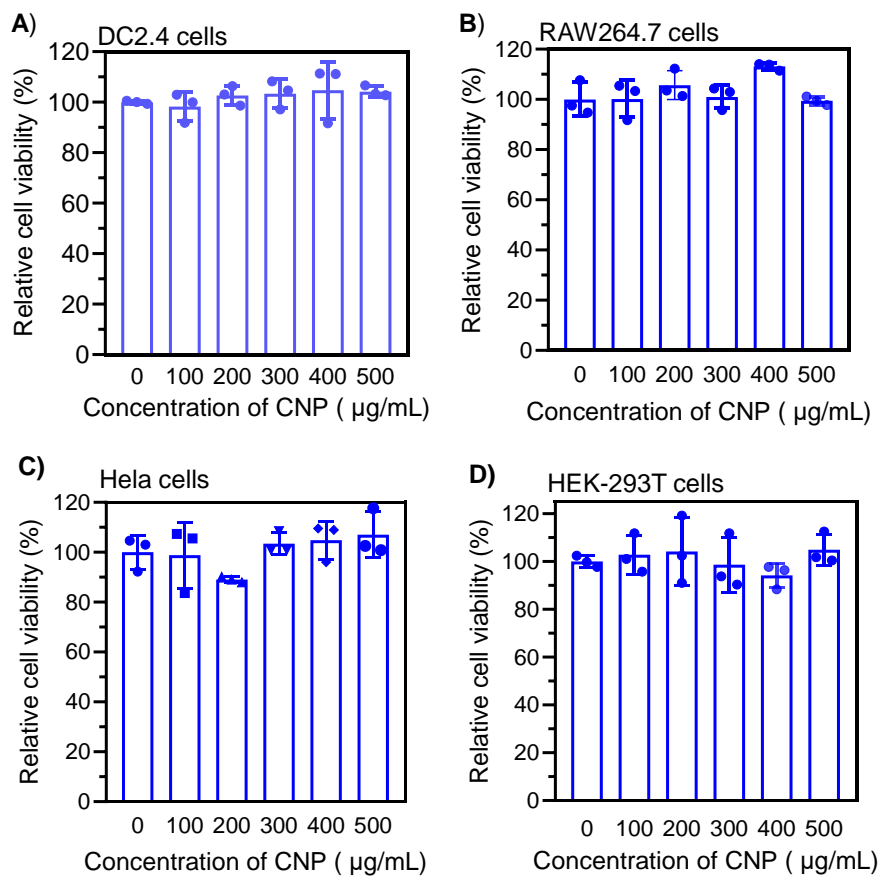 A)
DC2.4 cells
Relative cell viability (%)
120
100
80
60
40
20
0
0 100 200 300 400 500
Concentration of CNP ( µg/mL)
B)
RAW264.7 cells
Relative cell viability (%)
120
100
80
60
40
20
0
0 100 200 300 400 500
Concentration of CNP ( µg/mL)
C)
Hela cells
Relative cell viability (%)
120
100
80
60
40
20
0
0 100 200 300 400 500
Concentration of CNP ( µg/mL)
D)
HEK-293T cells
Relative cell viability (%)
120
100
80
60
40
20
0
0 100 200 300 400 500
Concentration of CNP ( µg/mL)